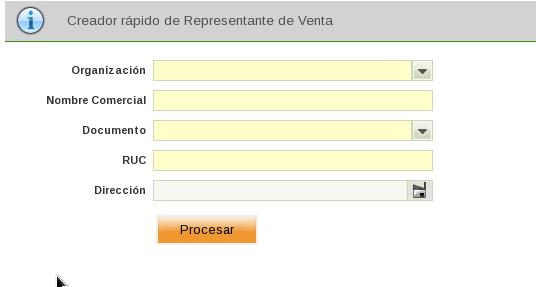 Creador rápido de Representante de Venta
Organización
Nombre Comercial
Documento
RUC
Dirección
Procesar